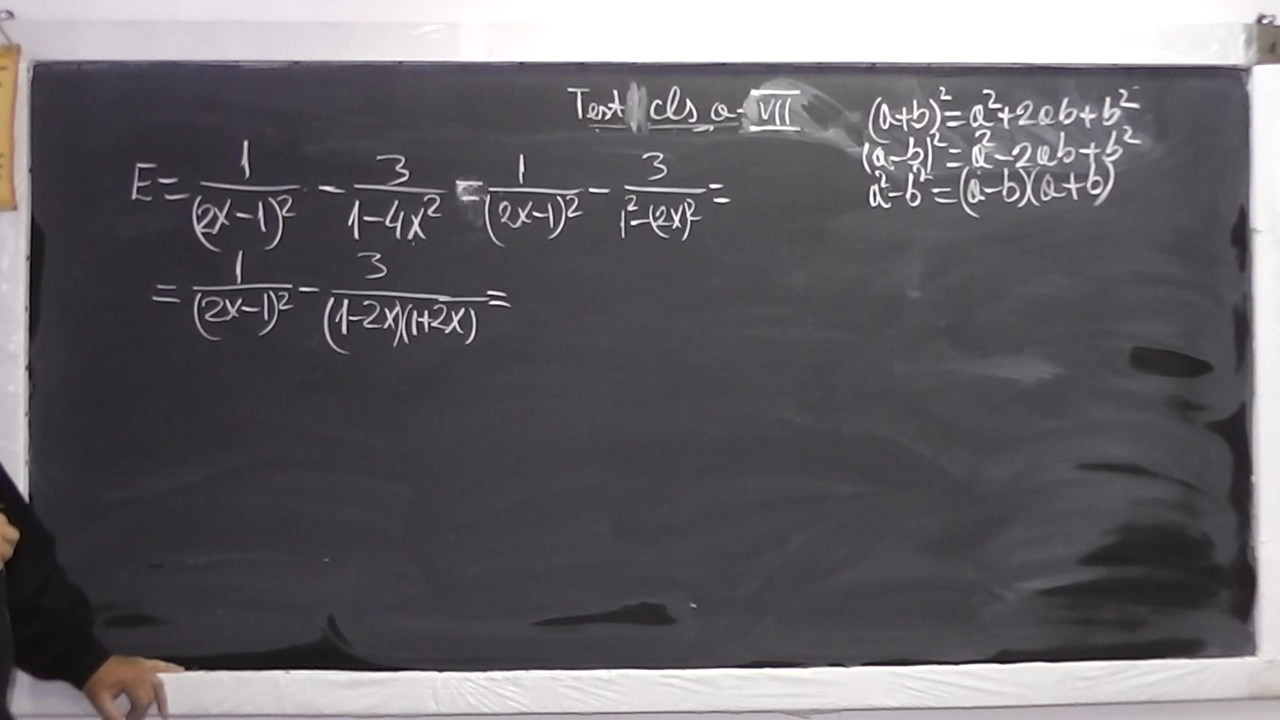 Test cls a-VII
(a+b)²=a²+2ab+b²
(a-b)²=a²-2ab+b²
a²-b²=(a-b)(a+b)
E=1/(2x-1)² - 3/(1-4x²) = 1/(2x-1)² - 3/(1²-(2x)²) =
= 1/(2x-1)² - 3/((1-2x)(1+2x)) =